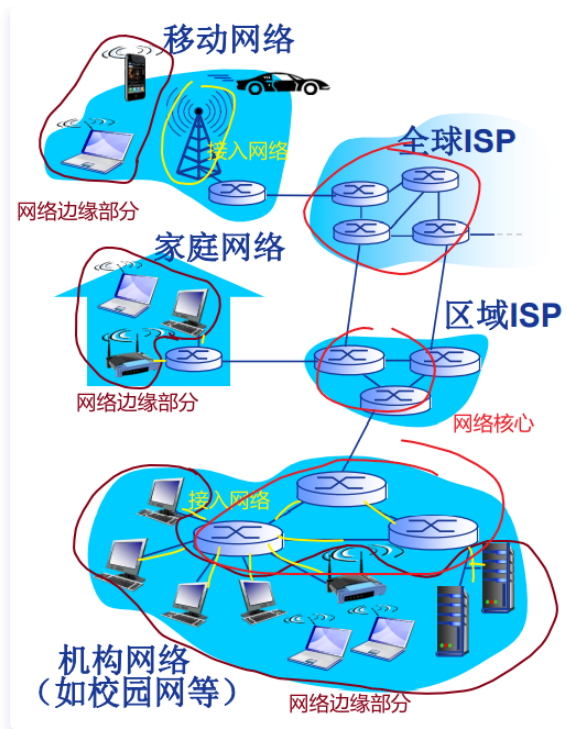 移动网络
接入网络
全球ISP
网络边缘部分
家庭网络
区域ISP
网络边缘部分
网络核心
接入网络
机构网络
（如校园网等）
网络边缘部分